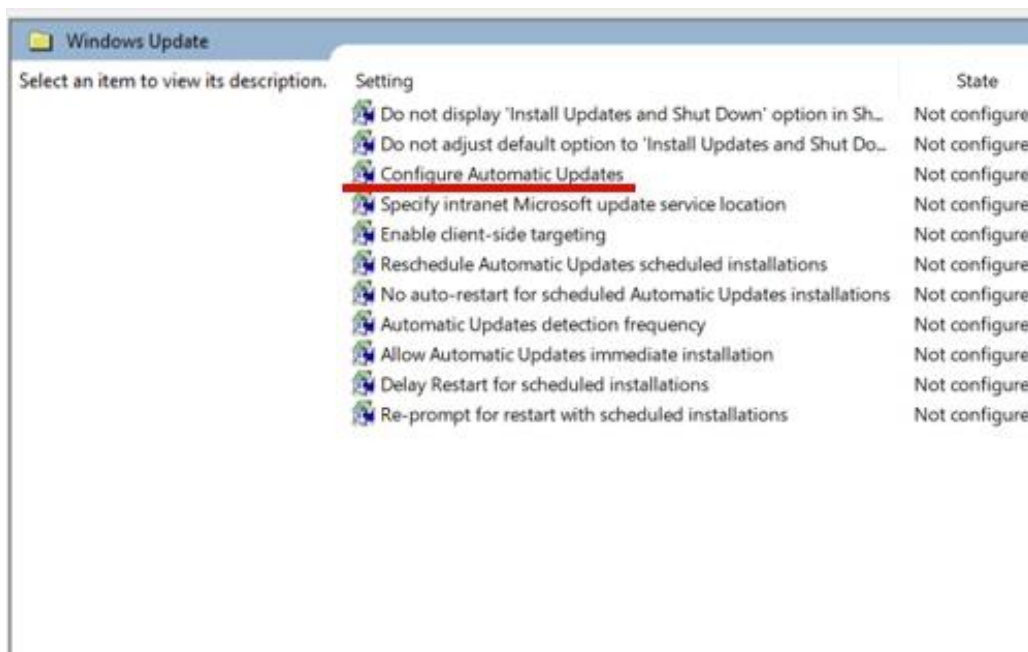 Windows Update
Select an item to view its description.
Setting State
Do not display 'Install Updates and Shut Down' option in Sh... Not configure
Do not adjust default option to 'Install Updates and Shut Do... Not configure
Configure Automatic Updates Not configure
Specify intranet Microsoft update service location Not configure
Enable client-side targeting Not configure
Reschedule Automatic Updates scheduled installations Not configure
No auto-restart for scheduled Automatic Updates installations Not configure
Automatic Updates detection frequency Not configure
Allow Automatic Updates immediate installation Not configure
Delay Restart for scheduled installations Not configure
Re-prompt for restart with scheduled installations Not configure